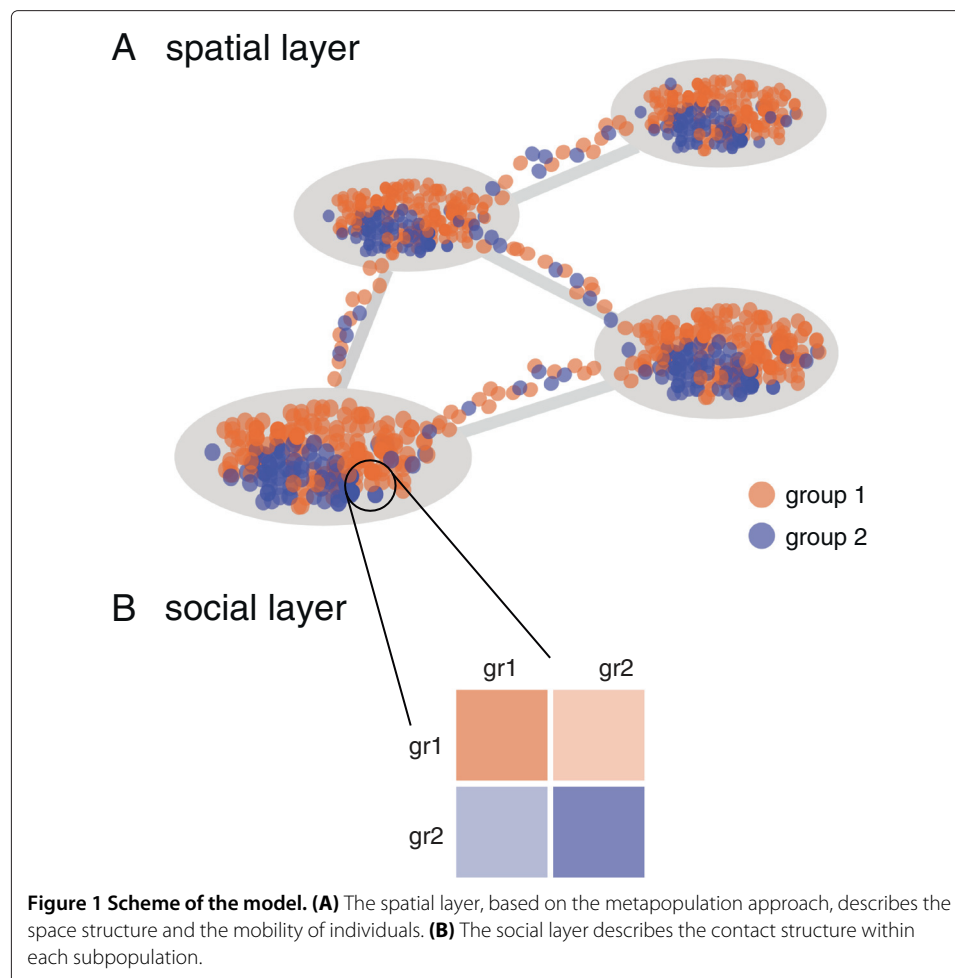 A spatial layer
group 1
group 2
B social layer
gr1 gr2
gr1
gr2
Figure 1 Scheme of the model. (A) The spatial layer, based on the metapopulation approach, describes the
space structure and the mobility of individuals. (B) The social layer describes the contact structure within
each subpopulation.